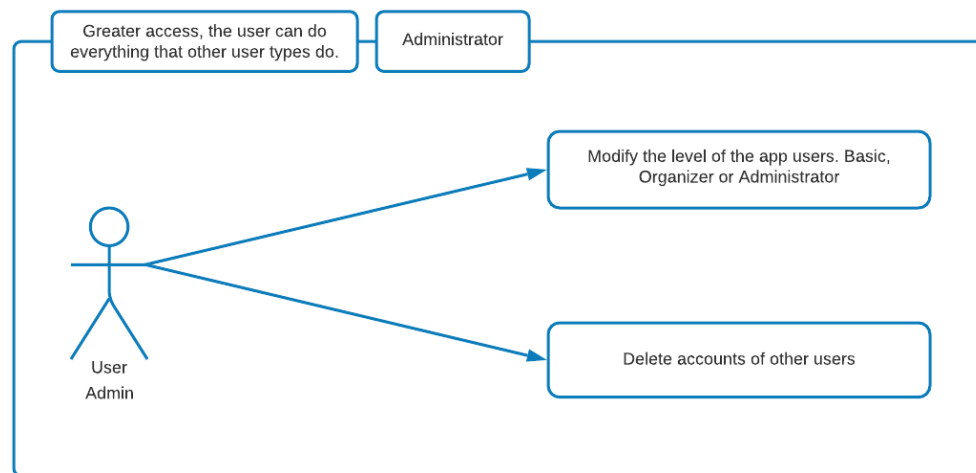 Greater access, the user can do
everything that other user types do.
Administrator
Modify the level of the app users. Basic,
Organizer or Administrator
User
Admin
Delete accounts of other users